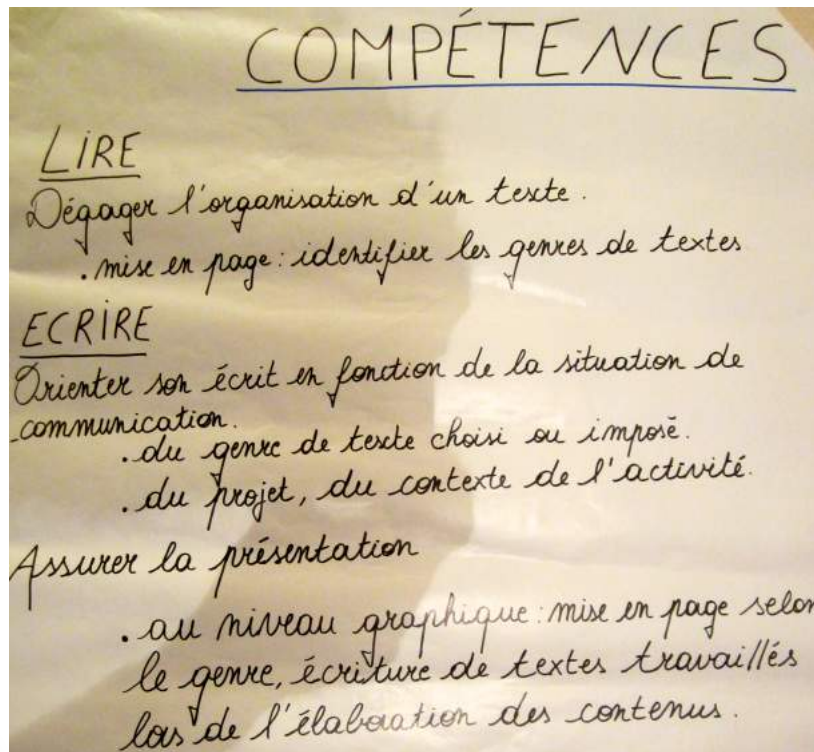 COMPÉTENCES
LIRE
Dégager l'organisation d'un texte.
. mise en page : identifier les genres de textes
ECRIRE
Orienter son écrit en fonction de la situation de
communication.
. du genre de texte choisi ou imposé.
. du projet, du contexte de l'activité.
Assurer la présentation
. au niveau graphique : mise en page selon
le genre, écriture de textes travaillés
lors de l'élaboration des contenus.